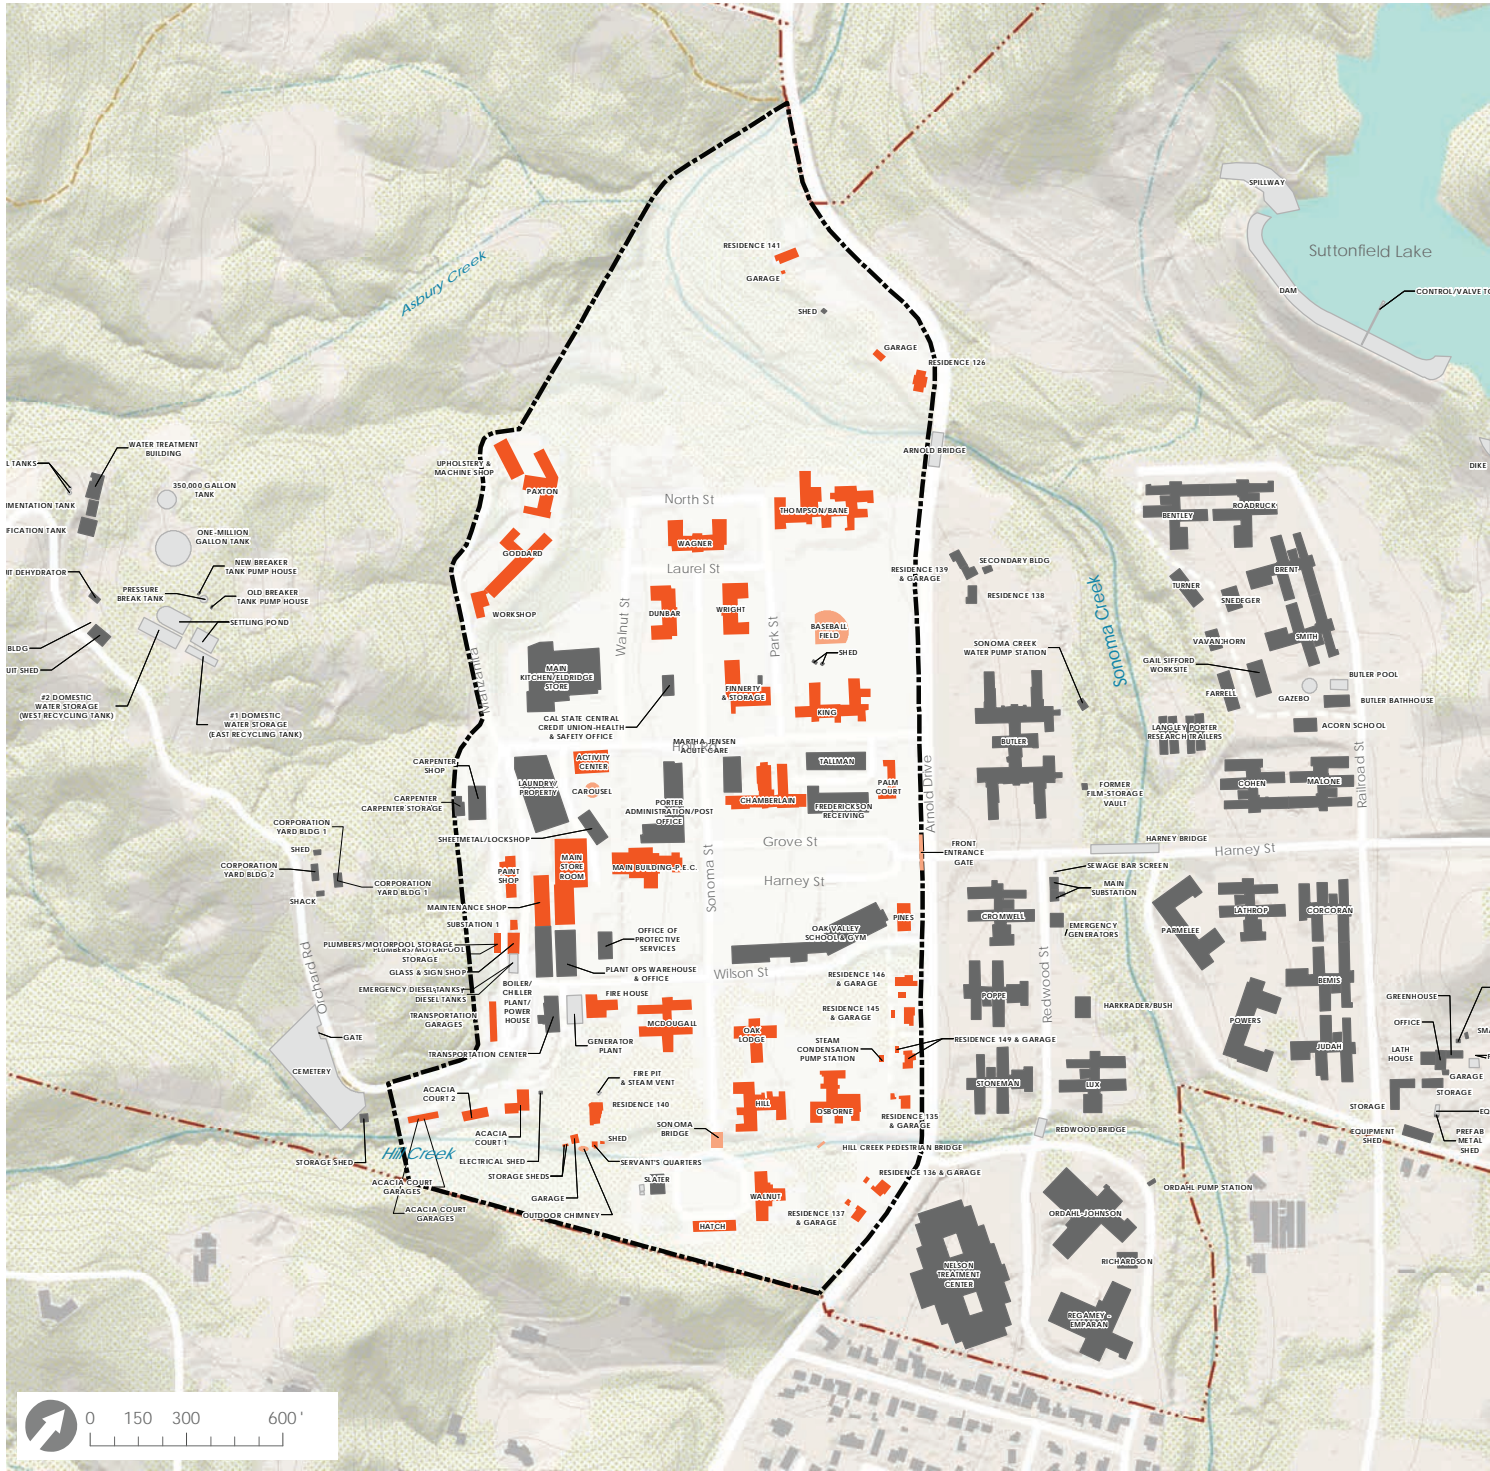 SPILLWAY
Suttonfield Lake
DAM
CONTROL/VALVE TO
RESIDENCE 141
GARAGE
SHED
Asbury Creek
GARAGE
RESIDENCE 126
ARNOLD BRIDGE
DIKE
WATER TREATMENT
BUILDING
L TANKS
350,000 GALLON
TANK
IMENTATION TANK
IFICATION TANK
ONE-MILLION
GALLON TANK
UIT DEHYDRATOR
NEW BREAKER
TANK PUMP HOUSE
PRESSURE
BREAK TANK
OLD BREAKER
TANK PUMP HOUSE
SETTLING POND
BLDG
UIT SHED
#2 DOMESTIC
WATER STORAGE
(WEST RECYCLING TANK)
#1 DOMESTIC
WATER STORAGE
(EAST RECYCLING TANK)
UPHOLSTERY &
MACHINE SHOP
PAXTON
GODDARD
WORKSHOP
North St
THOMPSON/BANE
WAGNER
Laurel St
DUNBAR
WRIGHT
Walnut St
Park St
BASEBALL
FIELD
SHED
RESIDENCE 139
& GARAGE
SECONDARY BLDG
RESIDENCE 138
SONOMA CREEK
WATER PUMP STATION
Sonoma Creek
BENTLEY
ROADRUCK
BRENT
TURNER
SNEDEGER
SMITH
VAVAN
HORN
GAIL SIFFORD
WORKSITE
FARRELL
GAZEBO
BUTLER POOL
BUTLER BATHHOUSE
ACORN SCHOOL
LANGLEY PORTER
RESEARCH TRAILERS
COHEN
MALONE
Railroad St
MAIN
KITCHEN/ELDRIDGE
STORE
CAL STATE CENTRAL
CREDIT UNION-HEALTH
& SAFETY OFFICE
FINNERTY
& STORAGE
KING
BUTLER
MARTHA JENSEN
ACUTE CARE
CARPENTER
SHOP
CARPENTER
CARPENTER STORAGE
LAUNDRY/
PROPERTY
ACTIVITY
CENTER
CAROUSEL
PORTER
ADMINISTRATION/POST
OFFICE
CHAMBERLAIN
TALLMAN
FREDERICKSON
RECEIVING
PALM
COURT
Arnold Drive
FORMER
FILM-STORAGE
VAULT
CORPORATION
YARD BLDG 1
SHED
CORPORATION
YARD BLDG 2
CORPORATION
YARD BLDG 1
SHACK
SHEETMETAL/LOCKSHOP
Grove St
FRONT
ENTRANCE
GATE
HARNEY BRIDGE
Harney St
PAINT
SHOP
MAIN
STORE
ROOM
MAIN BUILDING-P.E.C.
Sonoma St
Harney St
SEWAGE BAR SCREEN
MAIN
SUBSTATION
MAINTENANCE SHOP
SUBSTATION 1
PLUMBERS/MOTORPOOL STORAGE
PLUMBERS/MOTORPOOL
STORAGE
GLASS & SIGN SHOP
EMERGENCY DIESEL TANKS
DIESEL TANKS
OFFICE OF
PROTECTIVE
SERVICES
OAK VALLEY
SCHOOL & GYM
PINES
CROMWELL
EMERGENCY
GENERATORS
PARMELEE
LATHROP
CORCORAN
Orchard Rd
PLANT OPS WAREHOUSE
& OFFICE
Wilson St
RESIDENCE 146
& GARAGE
Redwood St
POPPE
HARKRADER/BUSH
BEMIS
GREENHOUSE
POWERS
OFFICE
TRANSPORTATION
GARAGES
BOILER/
CHILLER
PLANT/
POWER
HOUSE
FIRE HOUSE
MCDOUGALL
OAK
LODGE
RESIDENCE 145
& GARAGE
RESIDENCE 149 & GARAGE
JUDAH
LATH
HOUSE
GATE
TRANSPORTATION CENTER
GENERATOR
PLANT
STEAM
CONDENSATION
PUMP STATION
CEMETERY
ACACIA
COURT 2
FIRE PIT
& STEAM VENT
RESIDENCE 140
STONEMAN
LUX
GARAGE
STORAGE
STORAGE
HILL
OSBORNE
RESIDENCE 135
& GARAGE
REDWOOD BRIDGE
EQUIPMENT
SHED
PREFAB
METAL
SHED
ACACIA
COURT 1
SONOMA
BRIDGE
SHED
HILL CREEK PEDESTRIAN BRIDGE
Hill Creek
STORAGE SHED
ELECTRICAL SHED
SERVANT'S QUARTERS
STORAGE SHEDS
ACACIA COURT
GARAGES
SLATER
RESIDENCE 136 & GARAGE
ORDAHL PUMP STATION
ACACIA COURT
GARAGES
GARAGE
OUTDOOR CHIMNEY
WALNUT
HATCH
RESIDENCE 137
& GARAGE
ORDAHL-JOHNSON
NELSON
TREATMENT
CENTER
RICHARDSON
REGAMEY -
EMPARAN
0 150 300 600'